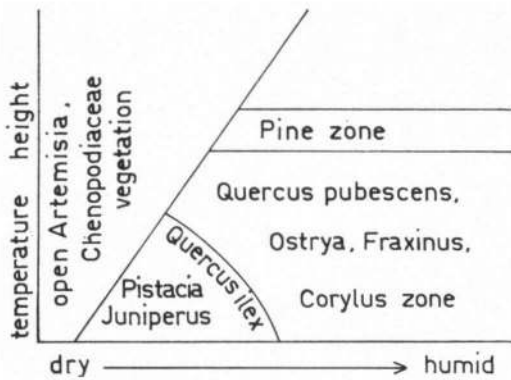 temperature height
open Artemisia,
Chenopodiaceae
vegetation
Pine zone
Quercus pubescens,
Ostrya, Fraxinus,
Corylus zone
Quercus ilex
Pistacia
Juniperus
dry
humid